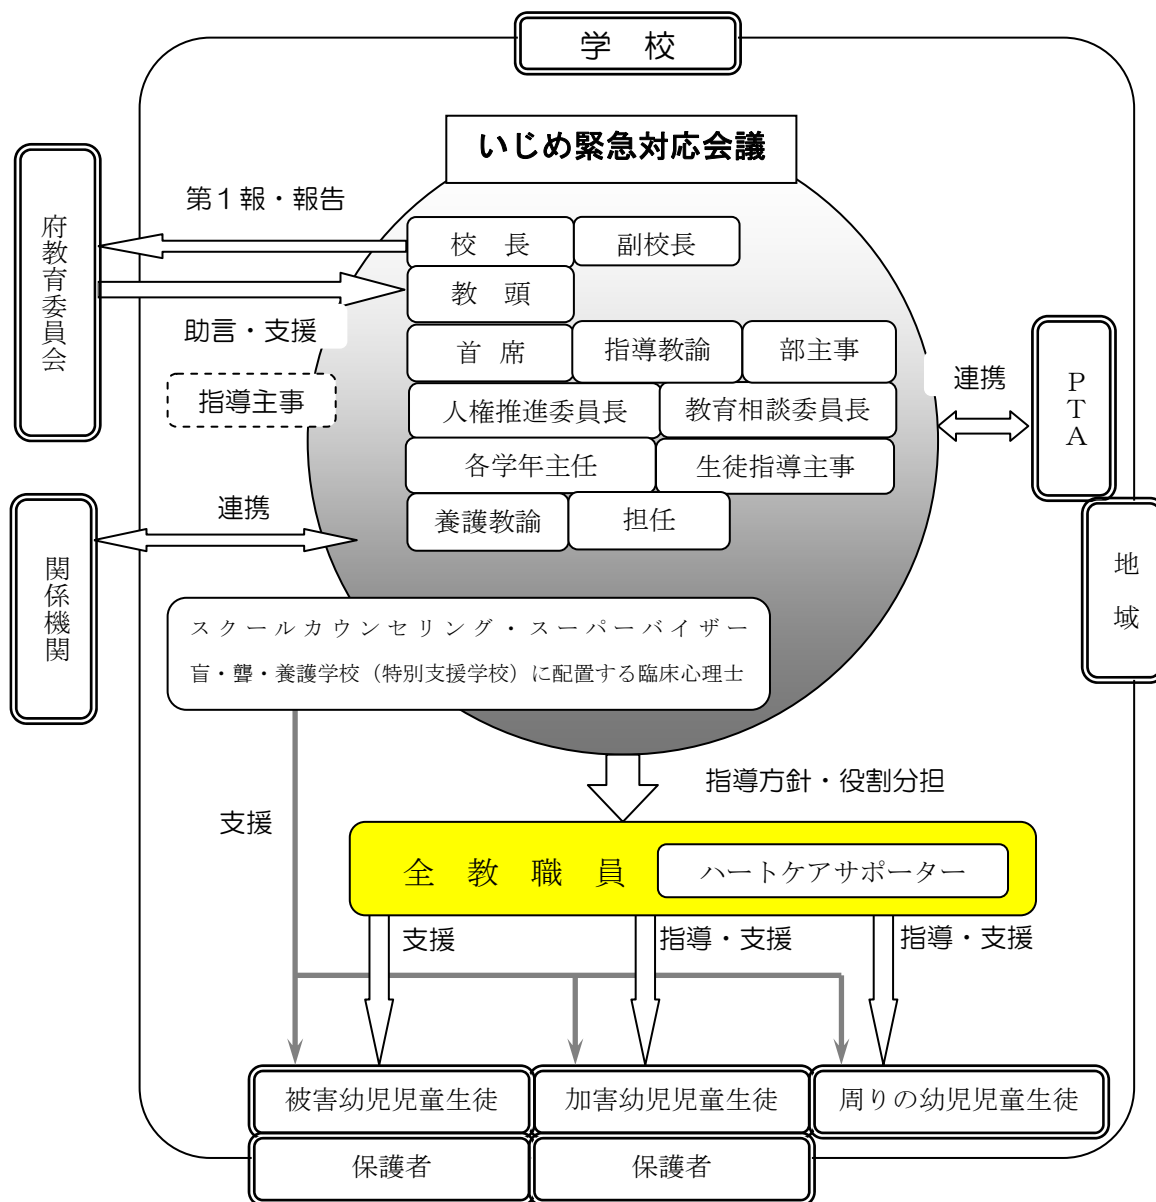 学　校
いじめ緊急対応会議
府教育委員会
第１報・報告
助言・支援
指導主事
校　長
副校長
教　頭
首　席
指導教諭
部主事
人権推進委員長
教育相談委員長
各学年主任
生徒指導主事
養護教諭
担任
連携
ＰＴＡ
地　域
連携
関係機関
スクールカウンセリング・スーパーバイザー
盲・聾・養護学校（特別支援学校）に配置する臨床心理士
指導方針・役割分担
支援
全　教　職　員
ハートケアサポーター
支援
指導・支援
指導・支援
被害幼児児童生徒
加害幼児児童生徒
周りの幼児児童生徒
保護者
保護者